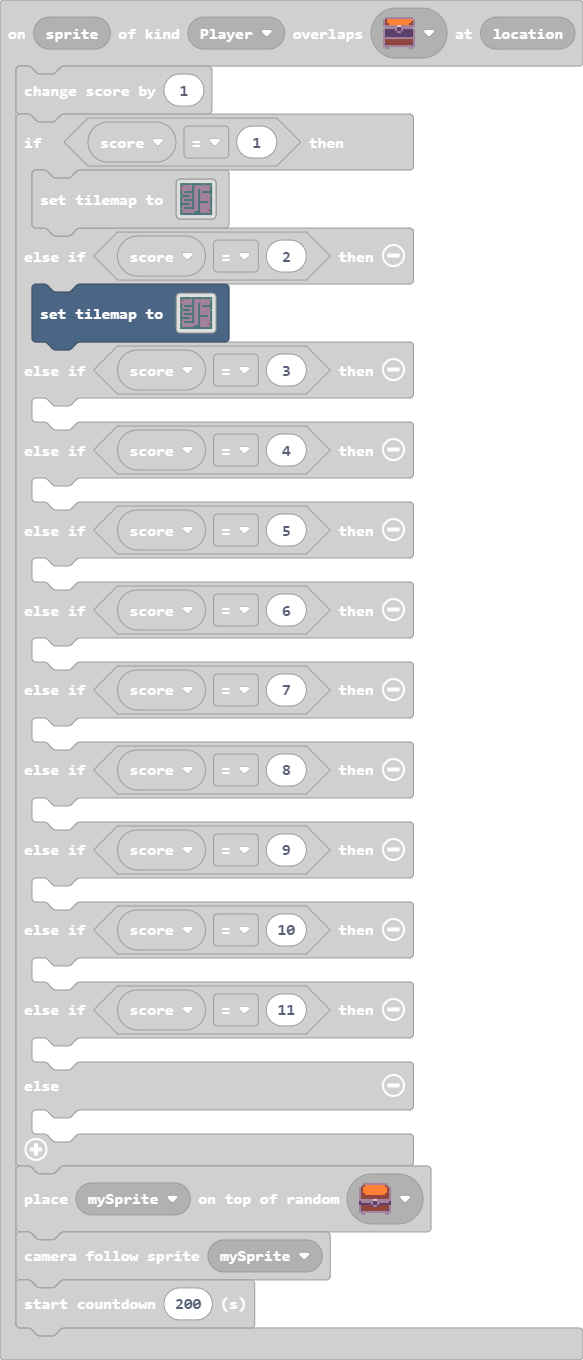 on sprite of kind Player overlaps at location
change score by 1
if score = 1 then
set tilemap to
else if score = 2 then
set tilemap to
else if score = 3 then
else if score = 4 then
else if score = 5 then
else if score = 6 then
else if score = 7 then
else if score = 8 then
else if score = 9 then
else if score = 10 then
else if score = 11 then
else
place mySprite on top of random
camera follow sprite mySprite
start countdown 200 (s)